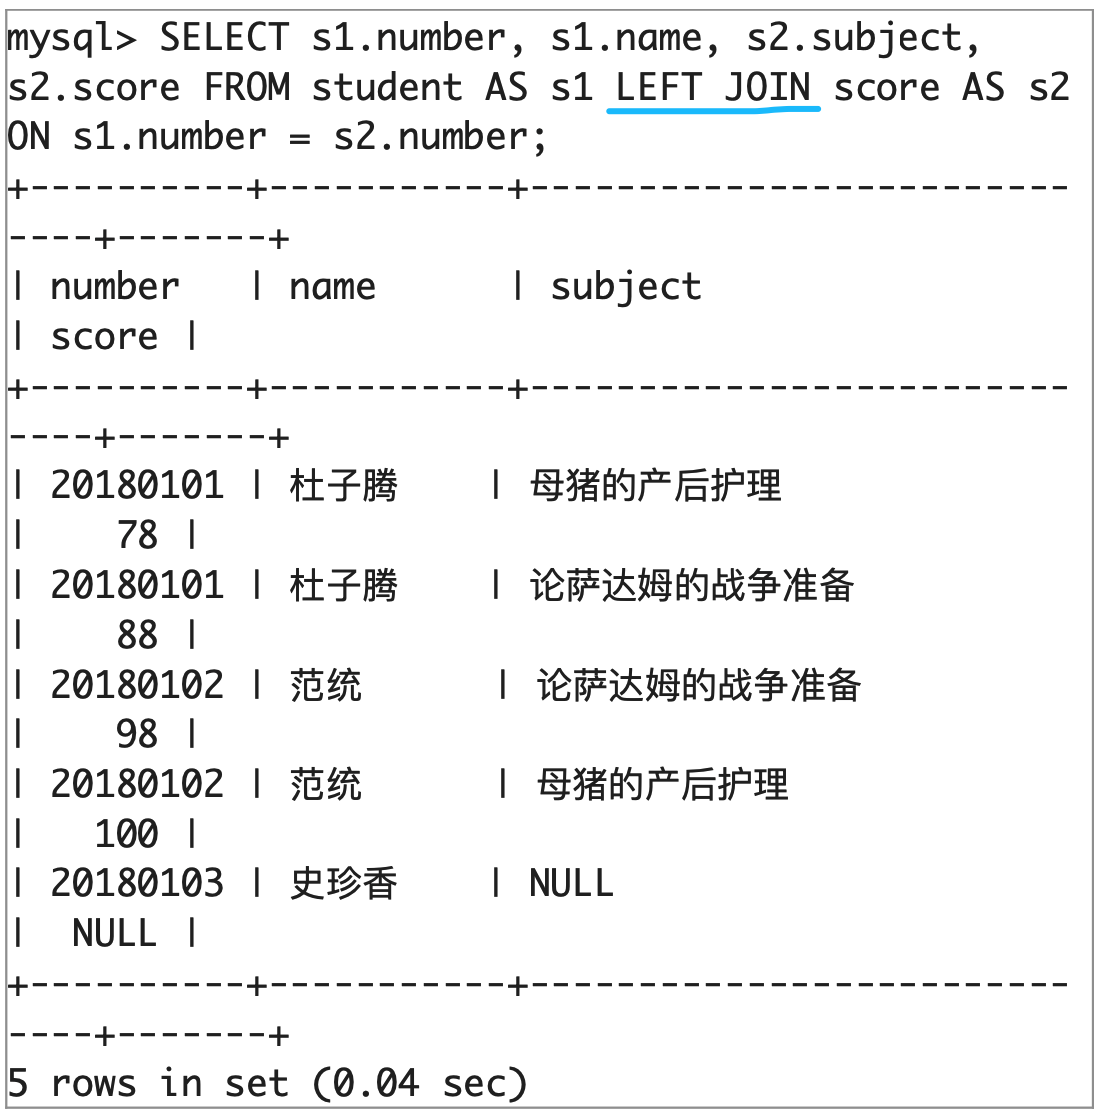 mysql> SELECT s1.number, s1.name, s2.subject,
s2.score FROM student AS s1 LEFT JOIN score AS s2
ON s1.number = s2.number;
+----------+-----------+-------------------------
----+-------+
| number   | name      | subject
| score |
+----------+-----------+-------------------------
----+-------+
| 20180101 | 杜子腾    | 母猪的产后护理
|    78 |
| 20180101 | 杜子腾    | 论萨达姆的战争准备
|    88 |
| 20180102 | 范统      | 论萨达姆的战争准备
|    98 |
| 20180102 | 范统      | 母猪的产后护理
|   100 |
| 20180103 | 史珍香    | NULL
|  NULL |
+----------+-----------+-------------------------
----+-------+
5 rows in set (0.04 sec)